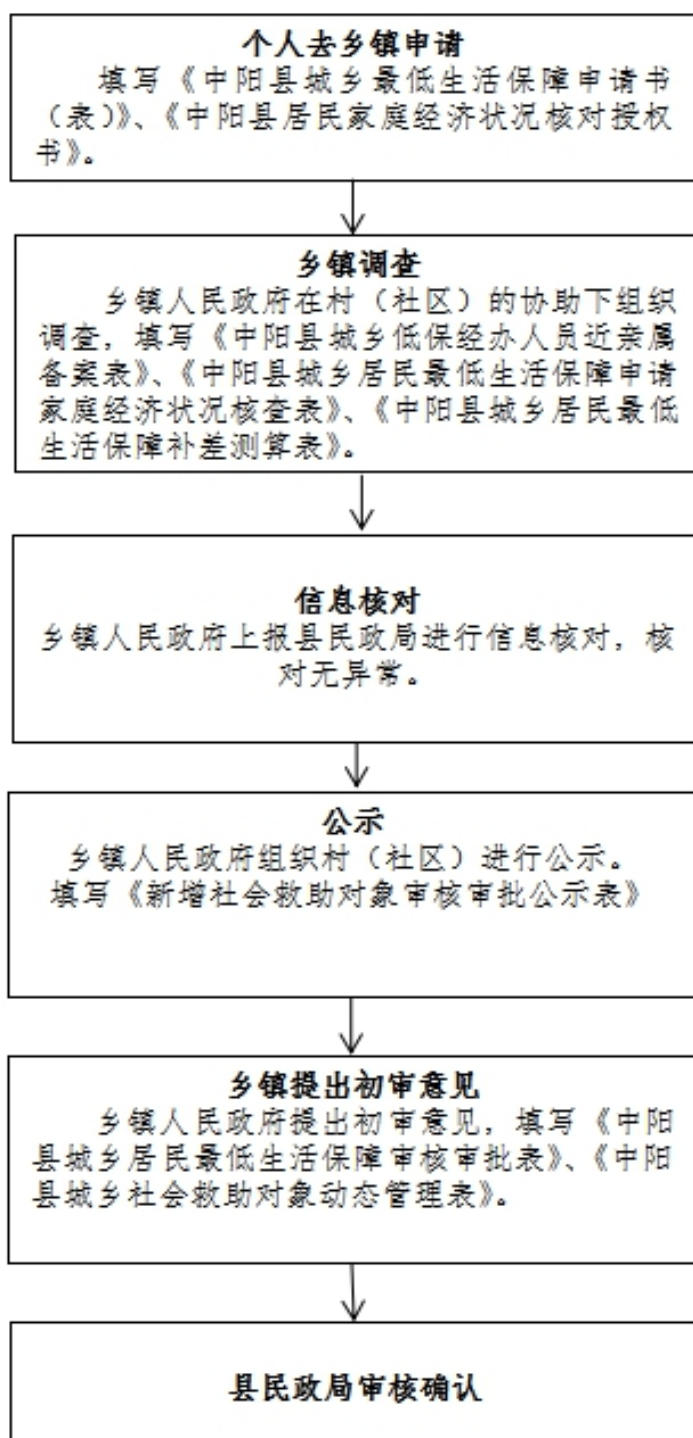 个人去乡镇申请
填写《中阳县城乡最低生活保障申请书
（表）》、《中阳县居民家庭经济状况核对授权
书》。
乡镇调查
乡镇人民政府在村（社区）的协助下组织
调查，填写《中阳县城乡低保经办人员近亲属
备案表》、《中阳县城乡居民最低生活保障申请
家庭经济状况核查表》、《中阳县城乡居民最低
生活保障补差测算表》。
信息核对
乡镇人民政府上报县民政局进行信息核对，核
对无异常。
公示
乡镇人民政府组织村（社区）进行公示。
填写《新增社会救助对象审核审批公示表》
乡镇提出初审意见
乡镇人民政府提出初审意见，填写《中阳
县城乡居民最低生活保障审核审批表》、《中阳
县城乡社会救助对象动态管理表》。
县民政局审核确认